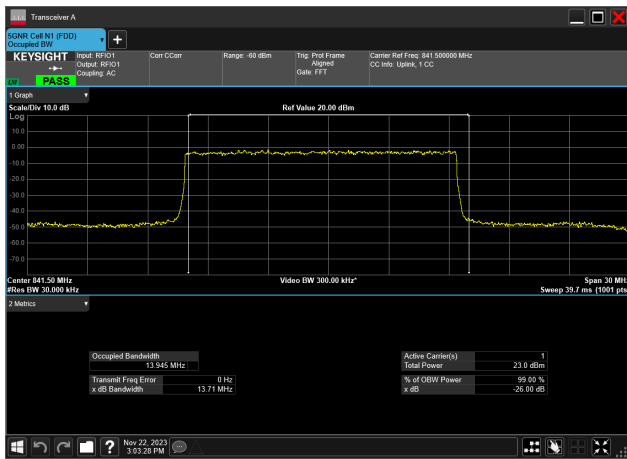 Transceiver A
5GNR Cell N1 (FDD)
Occupied BW
+
KEYSIGHT
LXI
PASS
Input: RFIO1
Output: RFIO1
Coupling: AC
Corr CCorr
Range: -60 dBm
Trig: Prot Frame
Aligned
Gate: FFT
Carrier Ref Freq: 841.500000 MHz
CC Info: Uplink, 1 CC
1 Graph
Scale/Div 10.0 dB
Ref Value 20.00 dBm
Log
10.0
0.00
-10.0
-20.0
-30.0
-40.0
-50.0
-60.0
-70.0
Center 841.50 MHz
Video BW 300.00 kHz*
Span 30 MHz
#Res BW 30.000 kHz
Sweep 39.7 ms (1001 pts
2 Metrics
Occupied Bandwidth
13.945 MHz
Transmit Freq Error 0 Hz
x dB Bandwidth 13.71 MHz
Active Carrier(s) 1
Total Power 23.0 dBm
% of OBW Power 99.00 %
x dB -26.00 dB
Nov 22, 2023
3:03:28 PM